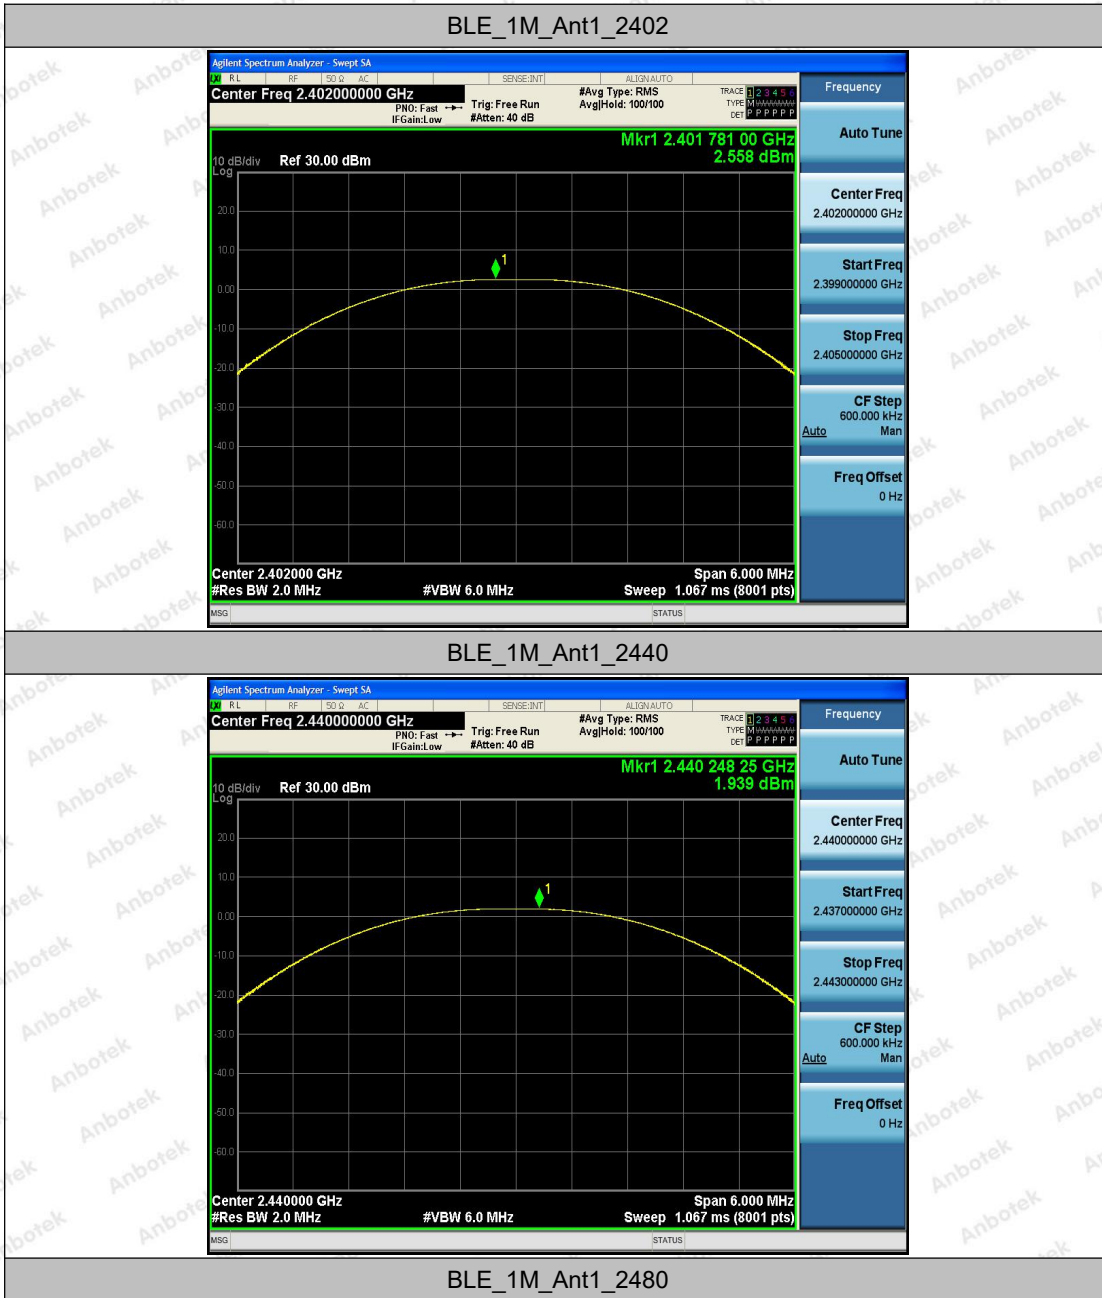 BLE_1M_Ant1_2402
Agilent Spectrum Analyzer - Swept SA
LXI RL RF 50 Ω AC SENSE:INT ALIGNAUTO
Center Freq 2.402000000 GHz #Avg Type: RMS TRACE 1 2 3 4 5 6
PNO: Fast Trig: Free Run Avg|Hold: 100/100 TYPE M
IFGain:Low #Atten: 40 dB DET P P P P P P
Mkr1 2.401 781 00 GHz
2.558 dBm
10 dB/div Ref 30.00 dBm
Log
20.0
10.0
1
0.00
-10.0
-20.0
-30.0
-40.0
-50.0
-60.0
Center 2.402000 GHz Span 6.000 MHz
#Res BW 2.0 MHz #VBW 6.0 MHz Sweep 1.067 ms (8001 pts)
MSG STATUS
Frequency
Auto Tune
Center Freq
2.402000000 GHz
Start Freq
2.399000000 GHz
Stop Freq
2.405000000 GHz
CF Step
600.000 kHz
Auto Man
Freq Offset
0 Hz
BLE_1M_Ant1_2440
Agilent Spectrum Analyzer - Swept SA
LXI RL RF 50 Ω AC SENSE:INT ALIGNAUTO
Center Freq 2.440000000 GHz #Avg Type: RMS TRACE 1 2 3 4 5 6
PNO: Fast Trig: Free Run Avg|Hold: 100/100 TYPE M
IFGain:Low #Atten: 40 dB DET P P P P P P
Mkr1 2.440 248 25 GHz
1.939 dBm
10 dB/div Ref 30.00 dBm
Log
20.0
10.0
1
0.00
-10.0
-20.0
-30.0
-40.0
-50.0
-60.0
Center 2.440000 GHz Span 6.000 MHz
#Res BW 2.0 MHz #VBW 6.0 MHz Sweep 1.067 ms (8001 pts)
MSG STATUS
Frequency
Auto Tune
Center Freq
2.440000000 GHz
Start Freq
2.437000000 GHz
Stop Freq
2.443000000 GHz
CF Step
600.000 kHz
Auto Man
Freq Offset
0 Hz
BLE_1M_Ant1_2480
Anbotek